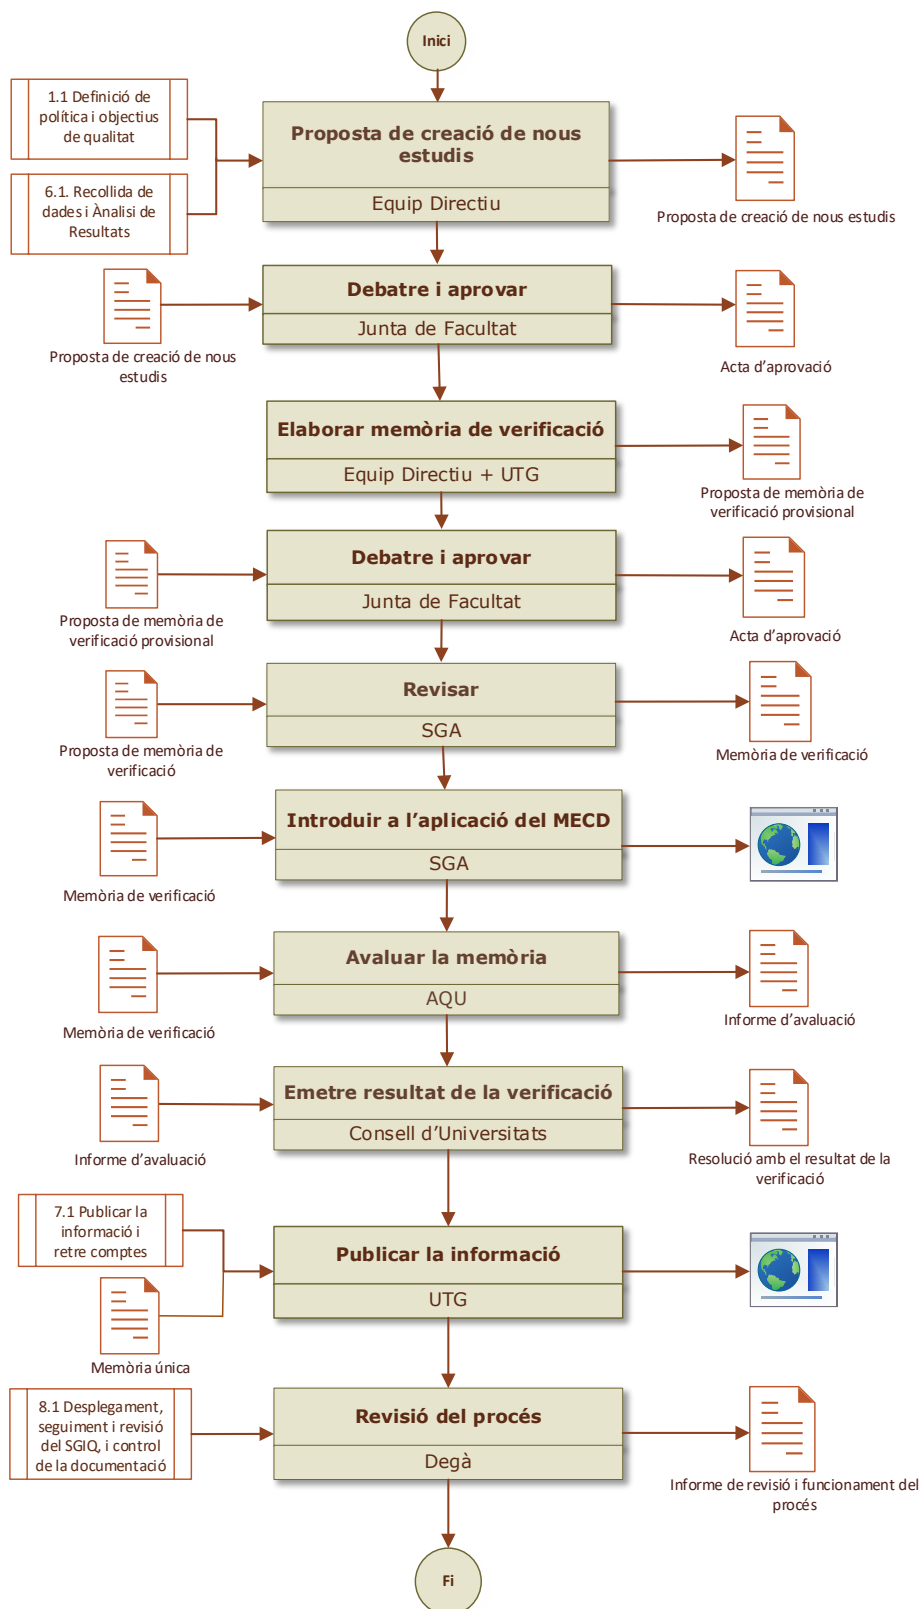 Inici
1.1 Definició de
política i objectius
de qualitat
Proposta de creació de nous
estudis
Equip Directiu
6.1. Recollida de
dades i Ànalisi de
Resultats
Proposta de creació de nous estudis
Debatre i aprovar
Junta de Facultat
Proposta de creació de nous
estudis
Acta d’aprovació
Elaborar memòria de verificació
Equip Directiu + UTG
Proposta de memòria de
verificació provisional
Debatre i aprovar
Junta de Facultat
Proposta de memòria de
verificació provisional
Acta d’aprovació
Revisar
SGA
Proposta de memòria de
verificació
Memòria de verificació
Introduir a l’aplicació del MECD
SGA
Memòria de verificació
Avaluar la memòria
AQU
Memòria de verificació
Informe d’avaluació
Emetre resultat de la verificació
Consell d’Universitats
Informe d’avaluació
Resolució amb el resultat de la
verificació
7.1 Publicar la
informació i
retre comptes
Publicar la informació
UTG
Memòria única
8.1 Desplegament,
seguiment i revisió
del SGIQ, i control
de la documentació
Revisió del procés
Degà
Informe de revisió i funcionament del
procés
Fi